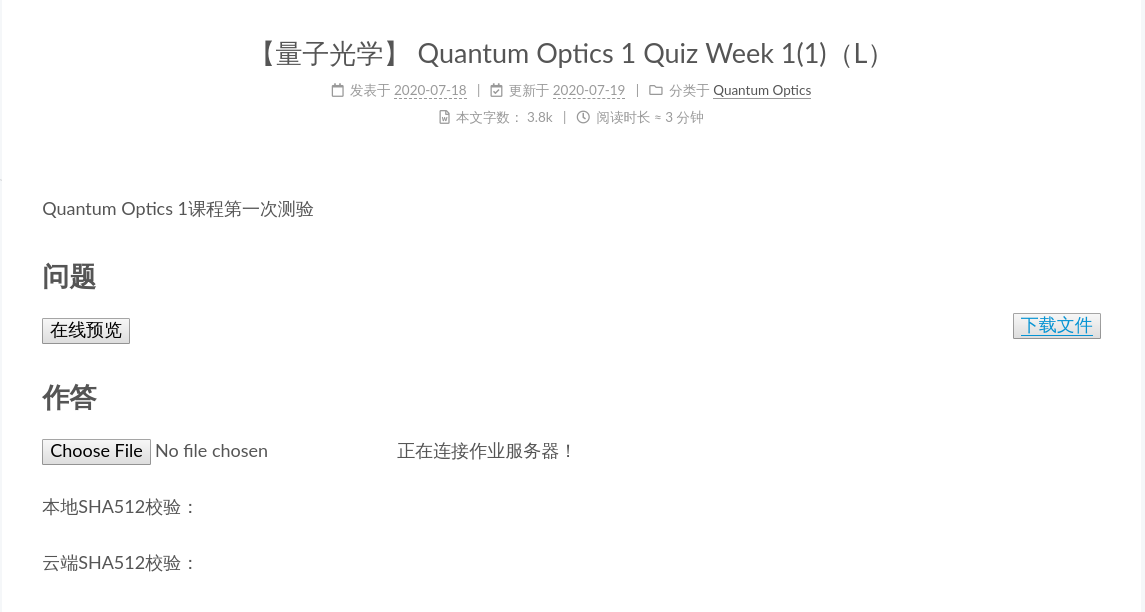 【量子光学】 Quantum Optics 1 Quiz Week 1(1)（L）
发表于 2020-07-18 | 更新于 2020-07-19 | 分类于 Quantum Optics
本文字数： 3.8k | 阅读时长 ≈ 3 分钟
Quantum Optics 1课程第一次测验
问题
在线预览 下载文件
作答
Choose File No file chosen 正在连接作业服务器！
本地SHA512校验：
云端SHA512校验：